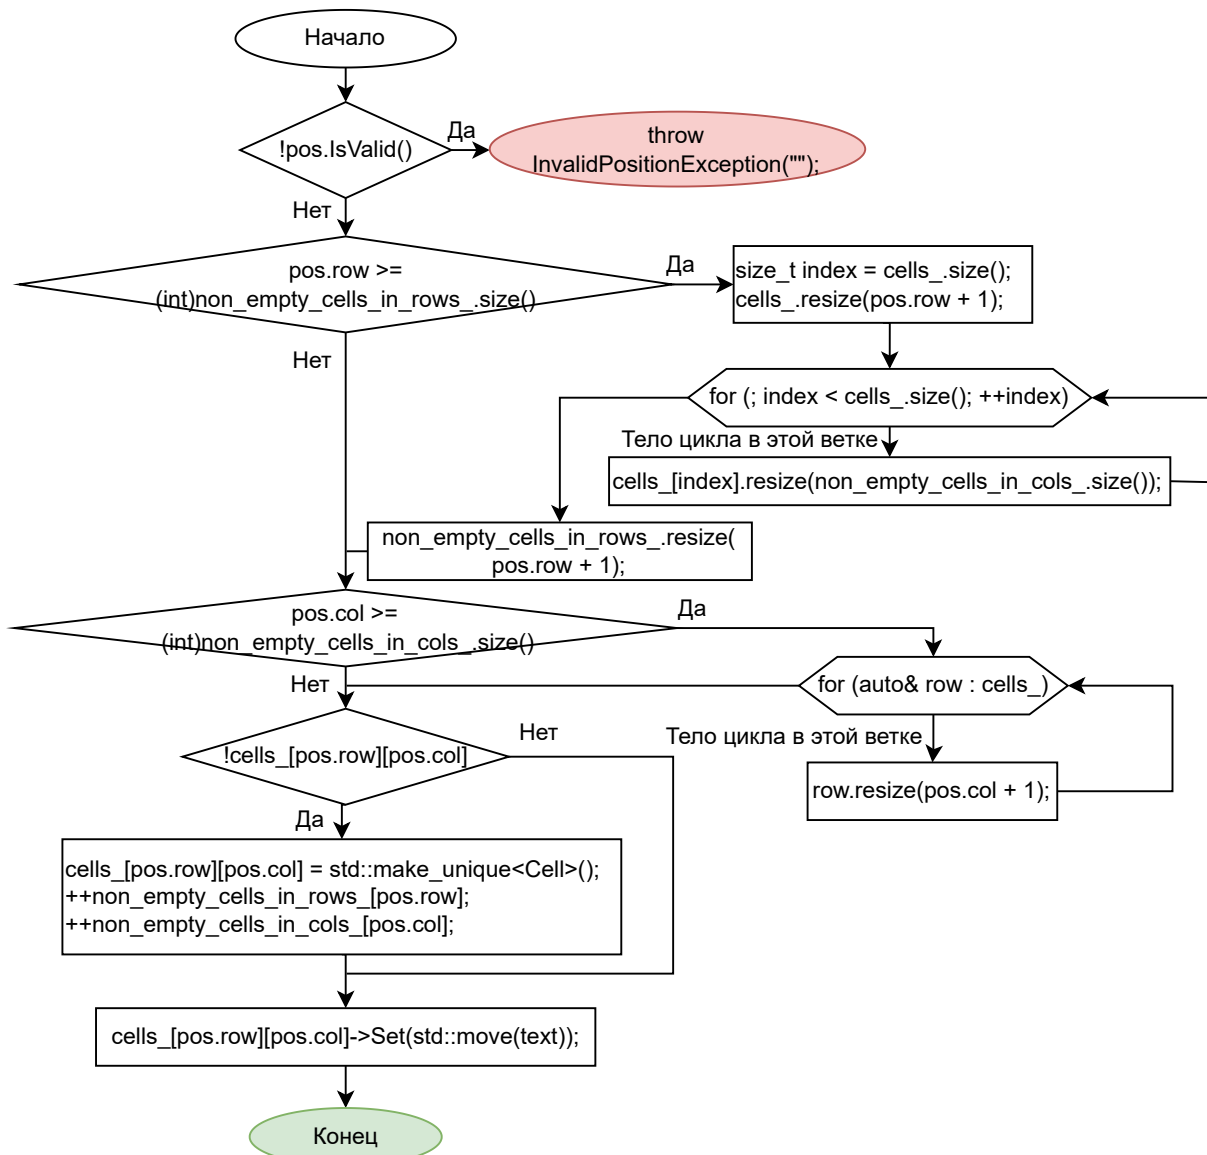 Начало
!pos.IsValid()
Да
throw
InvalidPositionException("");
Нет
pos.row >=
(int)non_empty_cells_in_rows_.size()
Да
size_t index = cells_.size();
cells_.resize(pos.row + 1);
Нет
for (; index < cells_.size(); ++index)
Тело цикла в этой ветке
cells_[index].resize(non_empty_cells_in_cols_.size());
non_empty_cells_in_rows_.resize(
pos.row + 1);
pos.col >=
(int)non_empty_cells_in_cols_.size()
Да
Нет
for (auto& row : cells_)
Тело цикла в этой ветке
row.resize(pos.col + 1);
!cells_[pos.row][pos.col]
Нет
Да
cells_[pos.row][pos.col] = std::make_unique<Cell>();
++non_empty_cells_in_rows_[pos.row];
++non_empty_cells_in_cols_[pos.col];
cells_[pos.row][pos.col]->Set(std::move(text));
Конец